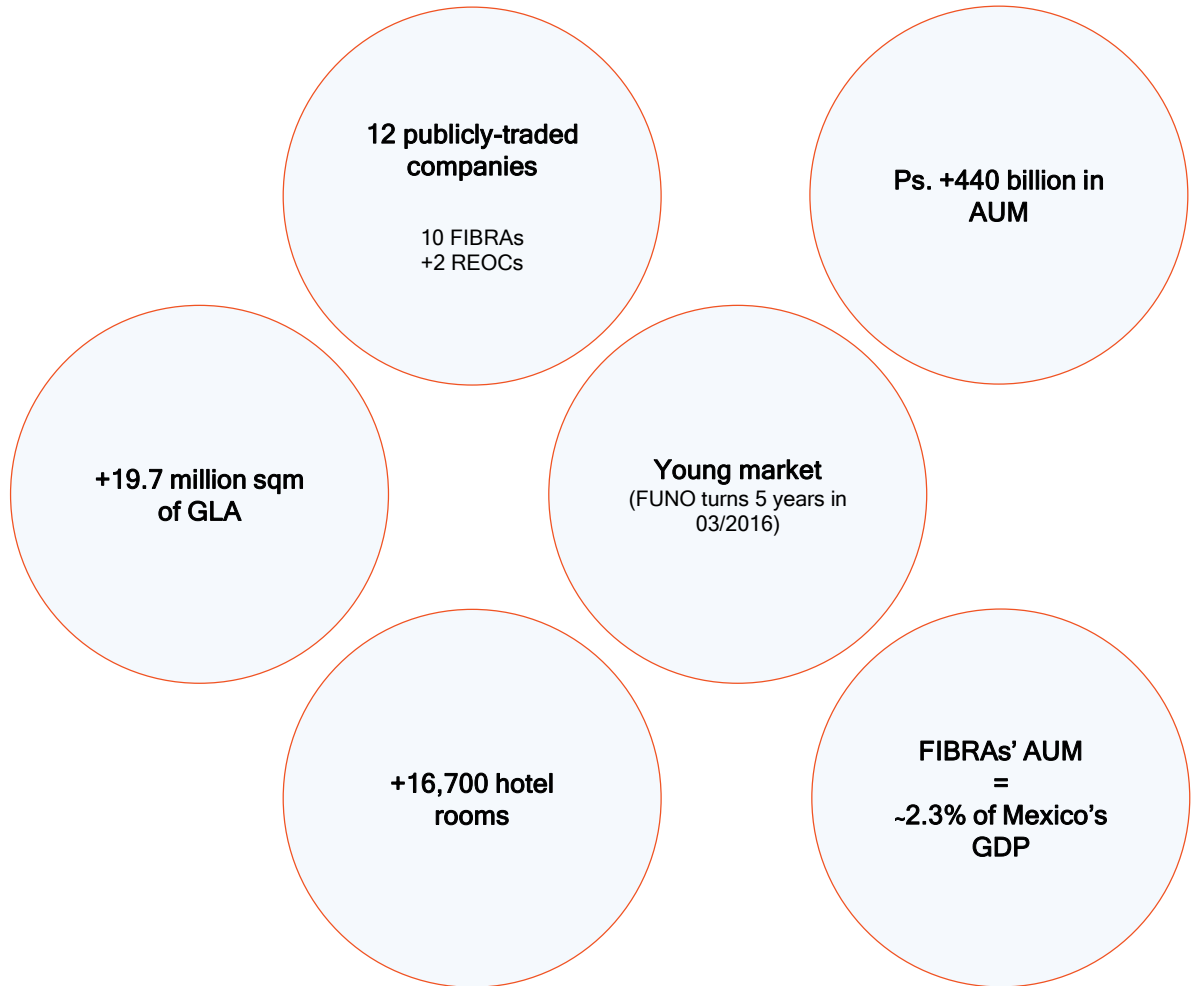 12 publicly-traded
companies
10 FIBRAs
+2 REOCs
Ps. +440 billion in
AUM
+19.7 million sqm
of GLA
Young market
(FUNO turns 5 years in
03/2016)
+16,700 hotel
rooms
FIBRAs’ AUM
=
~2.3% of Mexico’s
GDP